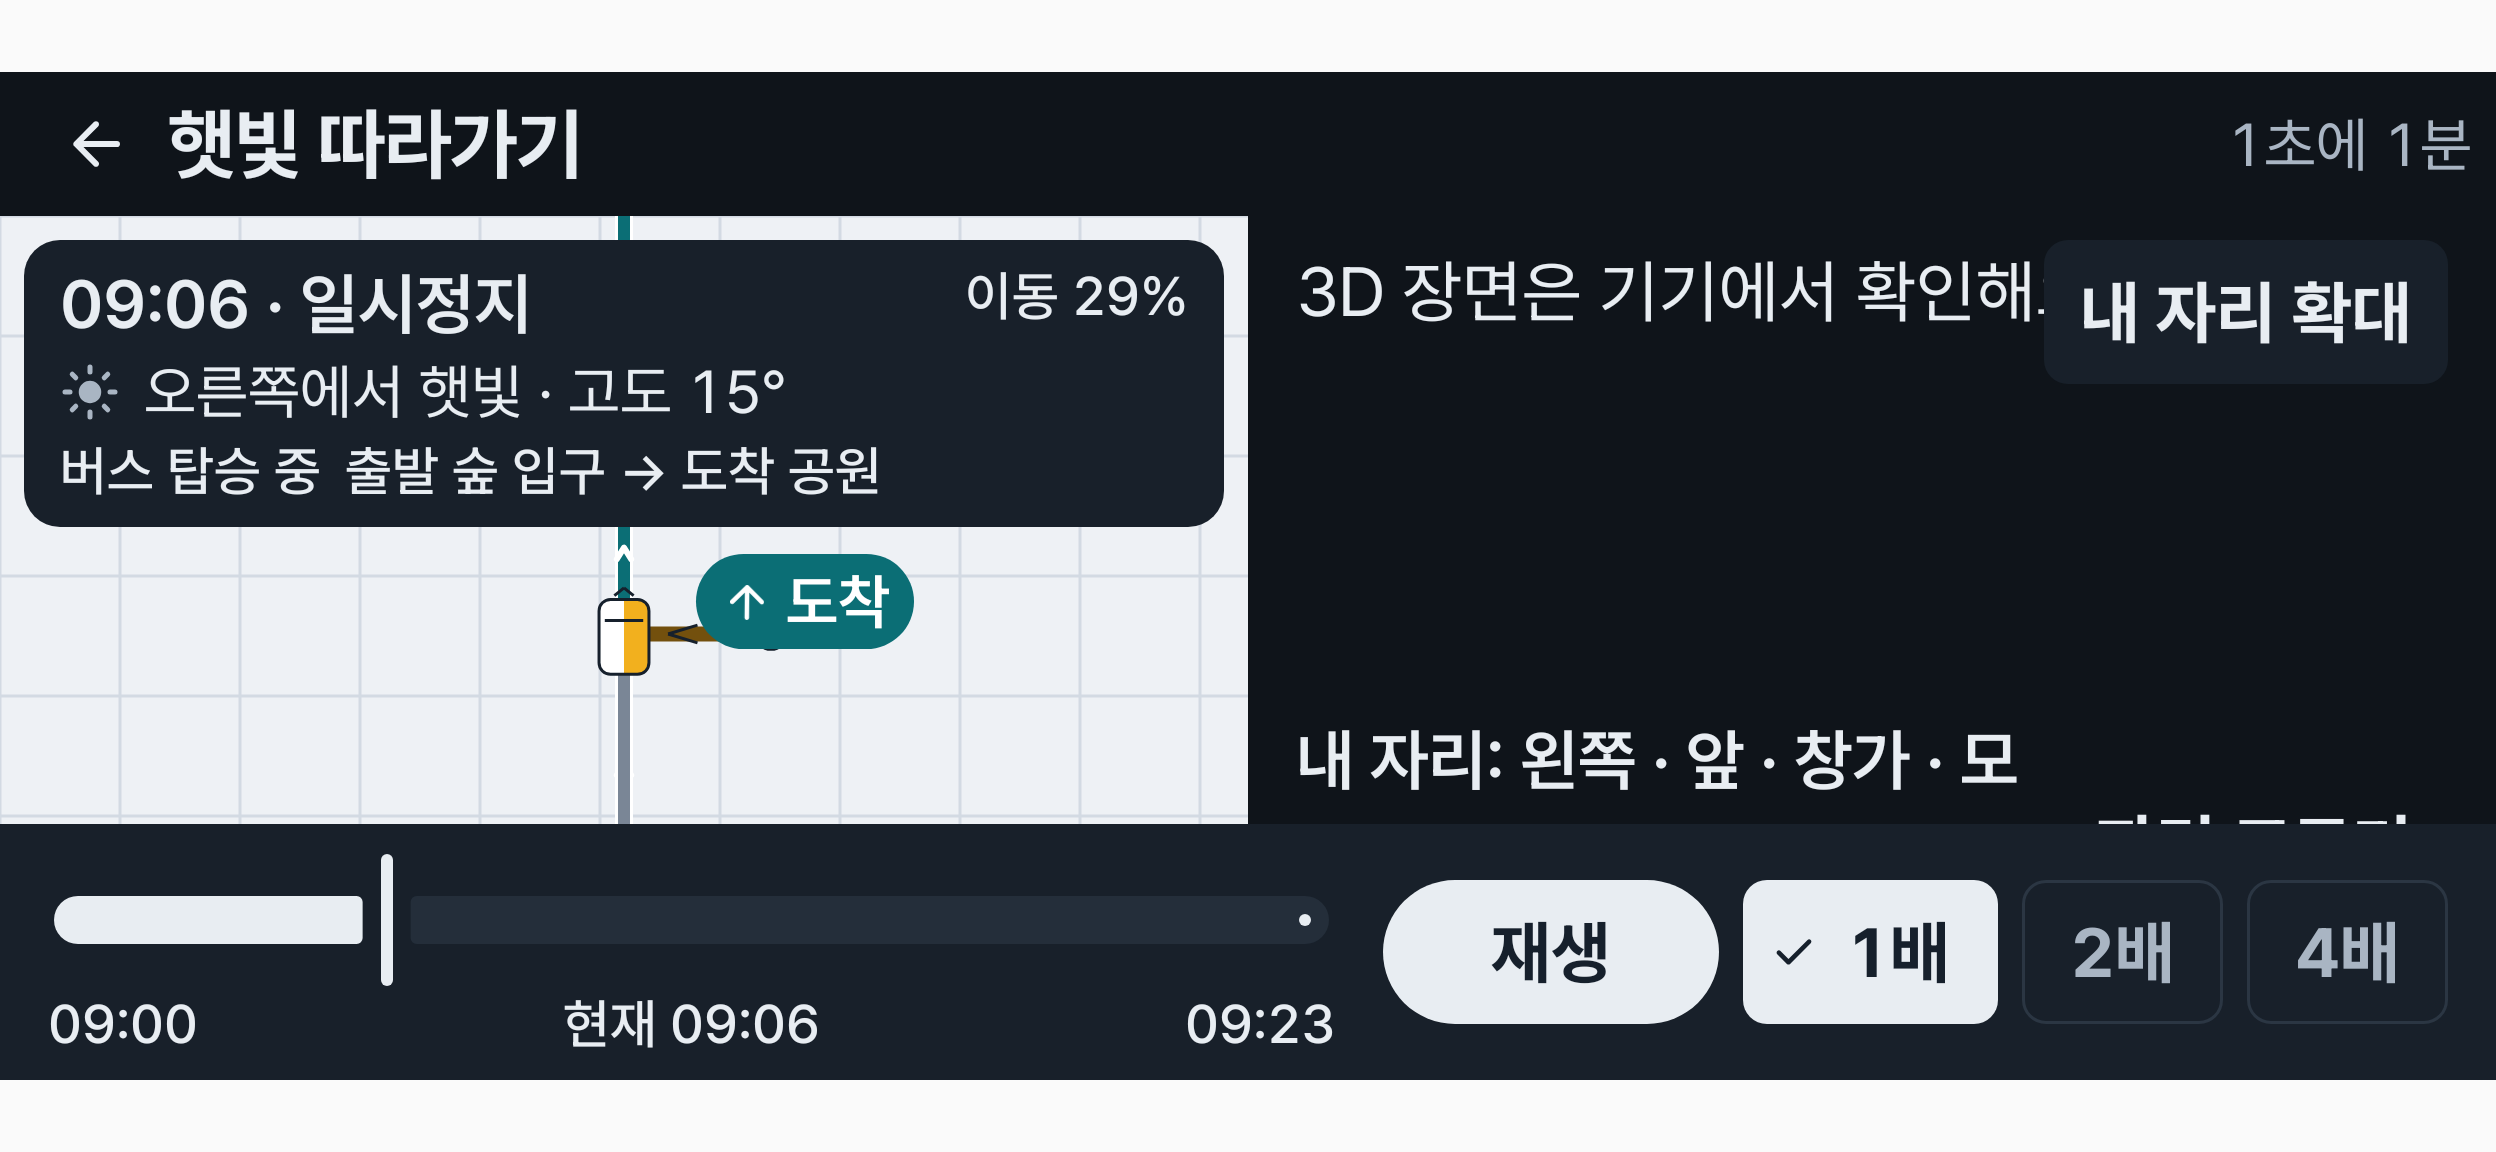 햇빛 따라가기
1초에 1분
09:06 · 일시정지
이동 29%
오른쪽에서 햇빛 · 고도 15°
버스 탑승 중 출발 숲 입구 → 도착 공원
↑ 도착
3D 장면은 기기에서 확인해.
내 자리 확대
내 자리: 왼쪽 · 앞 · 창가 · 모
재생
1배
2배
4배
09:00
현재 09:06
09:23